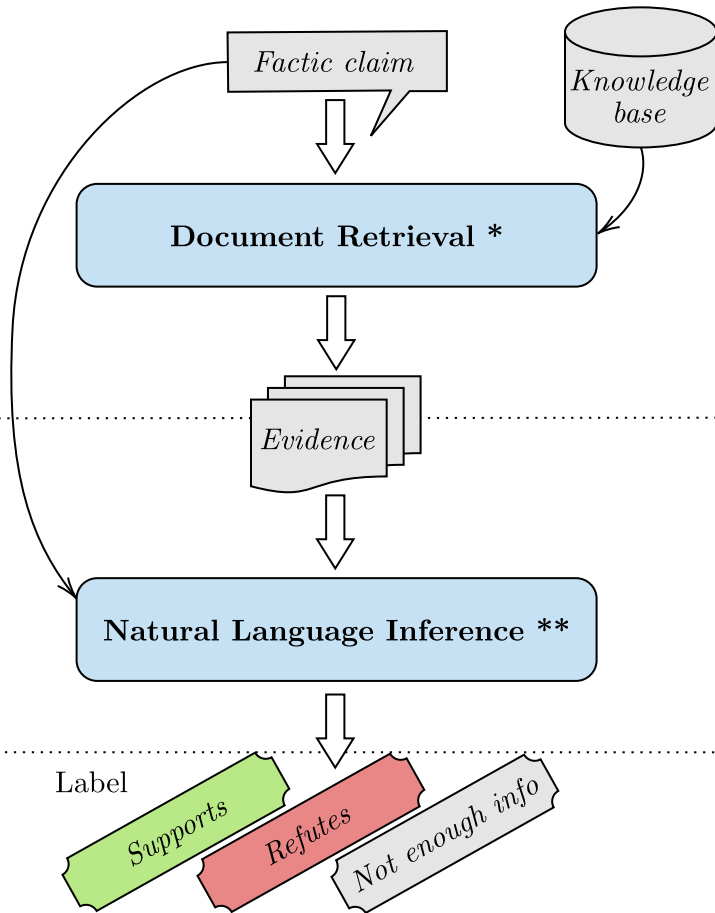 Factic claim
Knowledge
base
Document Retrieval *
Evidence
Natural Language Inference **
Label
Supports
Refutes
Not enough info